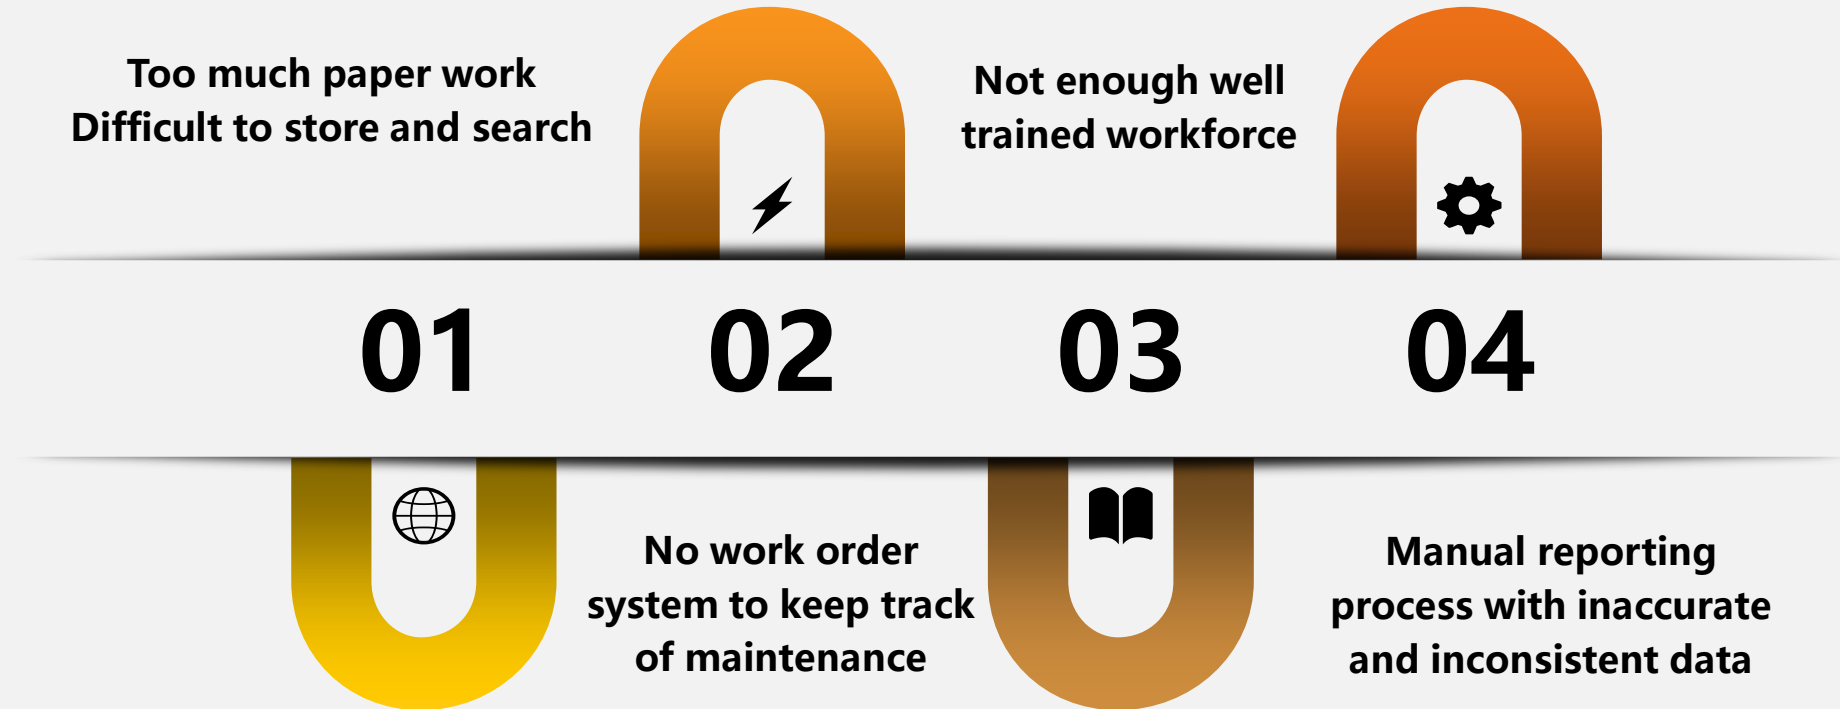 Too much paper work
Difficult to store and search
Not enough well
trained workforce
01
02
03
04
No work order
system to keep track
of maintenance
Manual reporting
process with inaccurate
and inconsistent data